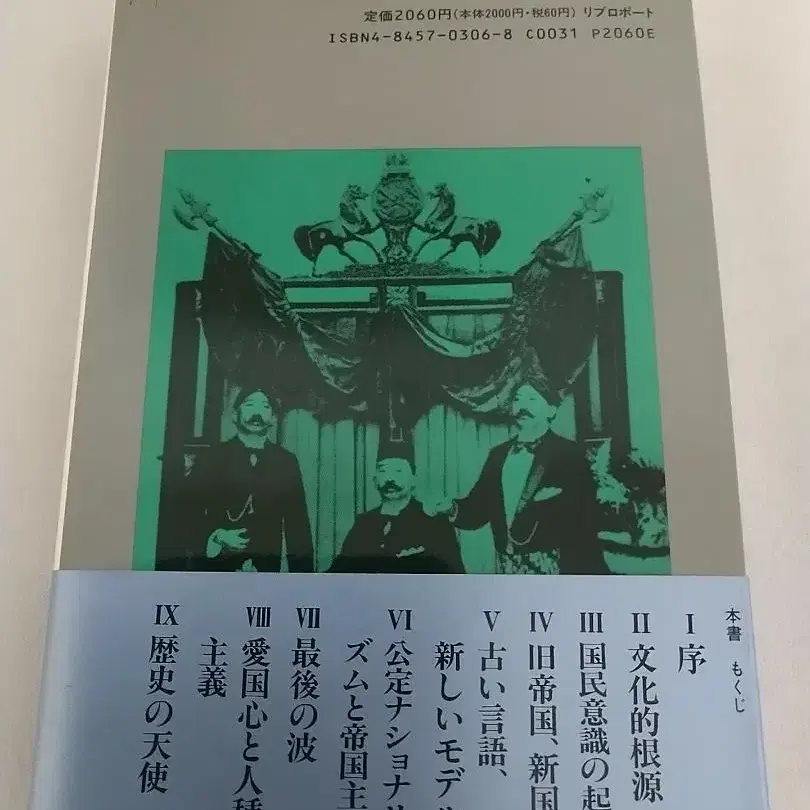 定価2060円(本体2000円・税60円) リブロポート
ISBN4-8457-0306-8 C0031 P2060E
本書 もくじ
I 序
II 文化的根源
III 国民意識の起
IV 旧帝国、新国
V 古い言語、
新しいモデル
VI 公定ナショナリ
ズムと帝国主
VII 最後の波
VIII 愛国心と人種
主義
IX 歴史の天使